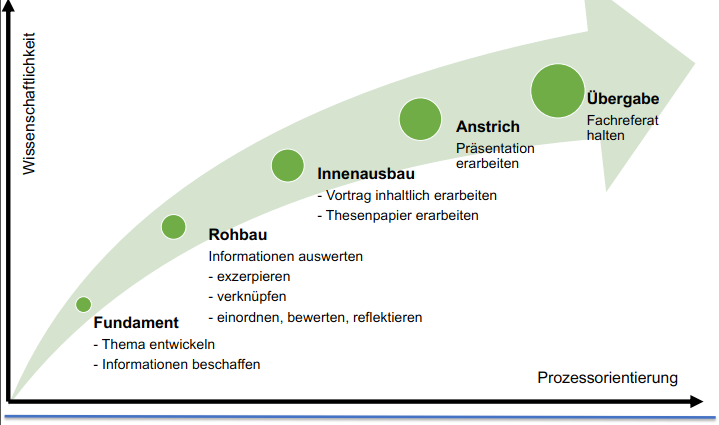 Wissenschaftlichkeit
Übergabe
Fachreferat
halten
Anstrich
Präsentation
erarbeiten
Innenausbau
- Vortrag inhaltlich erarbeiten
- Thesenpapier erarbeiten
Rohbau
Informationen auswerten
- exzerpieren
- verknüpfen
- einordnen, bewerten, reflektieren
Fundament
- Thema entwickeln
- Informationen beschaffen
Prozessorientierung